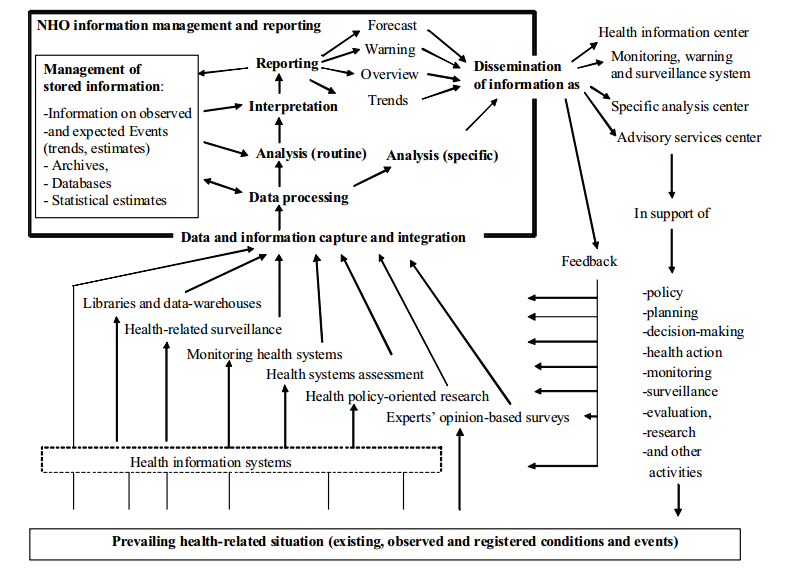 NHO information management and reporting
Forecast
Warning
Overview
Trends
Reporting
Interpretation
Analysis (routine)
Analysis (specific)
Data processing
Management of
stored information:
-Information on observed
-and expected Events
(trends, estimates)
- Archives,
- Databases
- Statistical estimates
Dissemination
of information as
Health information center
Monitoring, warning
and surveillance system
Specific analysis center
Advisory services center
In support of
Data and information capture and integration
Feedback
Libraries and data-warehouses
Health-related surveillance
Monitoring health systems
Health systems assessment
Health policy-oriented research
Experts’ opinion-based surveys
-policy
-planning
-decision-making
-health action
-monitoring
-surveillance
-evaluation,
-research
-and other
activities
Health information systems
Prevailing health-related situation (existing, observed and registered conditions and events)